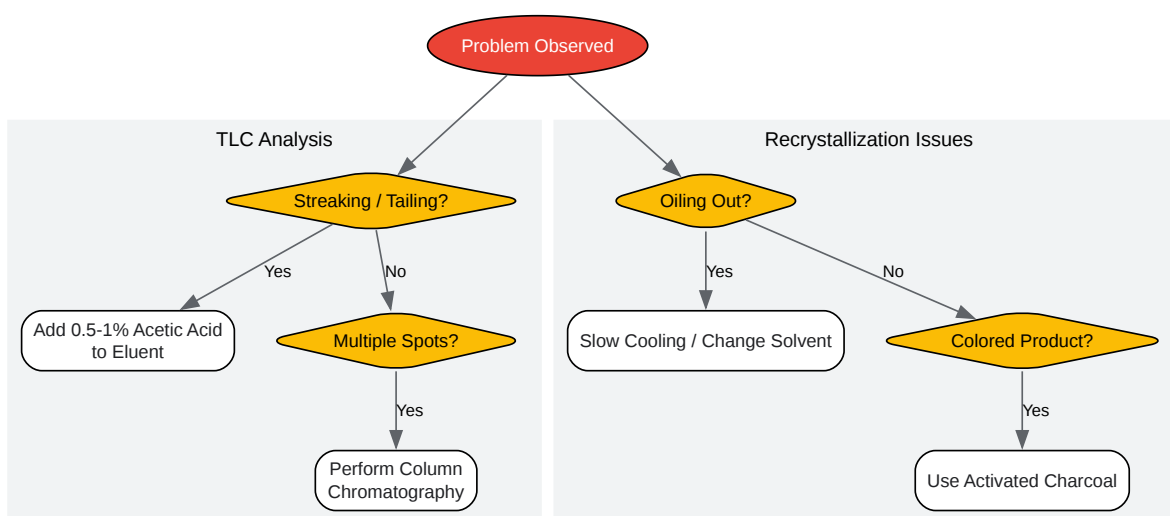 Problem Observed
TLC Analysis
Streaking / Tailing?
Yes
No
Add 0.5-1% Acetic Acid
to Eluent
Multiple Spots?
Yes
Perform Column
Chromatography
Recrystallization Issues
Oiling Out?
Yes
No
Slow Cooling / Change Solvent
Colored Product?
Yes
Use Activated Charcoal